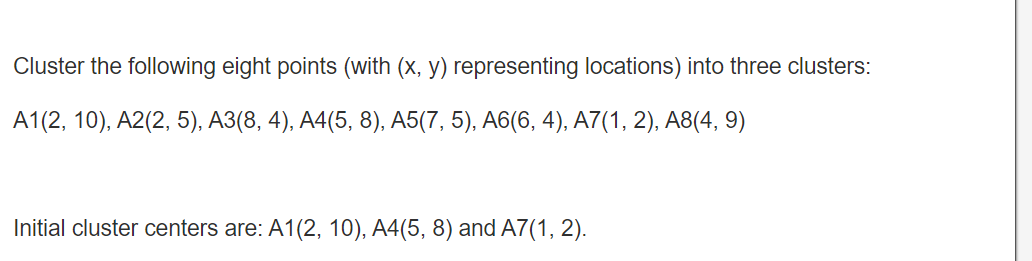 Cluster the following eight points (with (x, y) representing locations) into three clusters:
A1(2, 10), A2(2, 5), A3(8, 4), A4(5, 8), A5(7, 5), A6(6, 4), A7(1, 2), A8(4, 9)
Initial cluster centers are: A1(2, 10), A4(5, 8) and A7(1, 2).